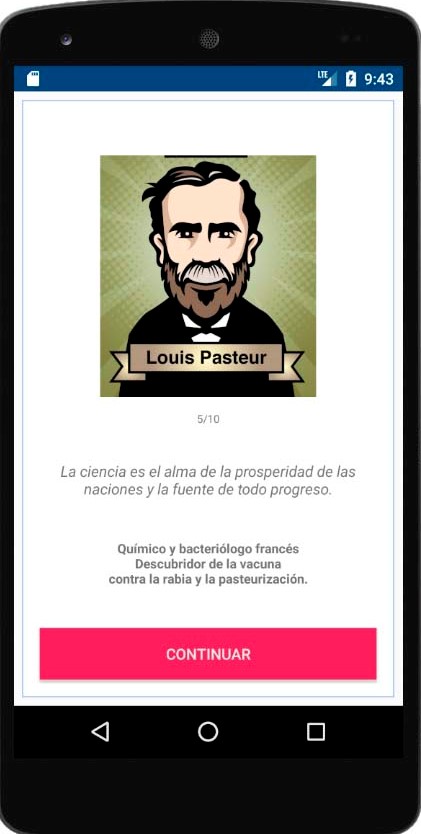 LTE 9:43
Louis Pasteur
5/10
La ciencia es el alma de la prosperidad de las
naciones y la fuente de todo progreso.
Químico y bacteriólogo francés
Descubridor de la vacuna
contra la rabia y la pasteurización.
CONTINUAR